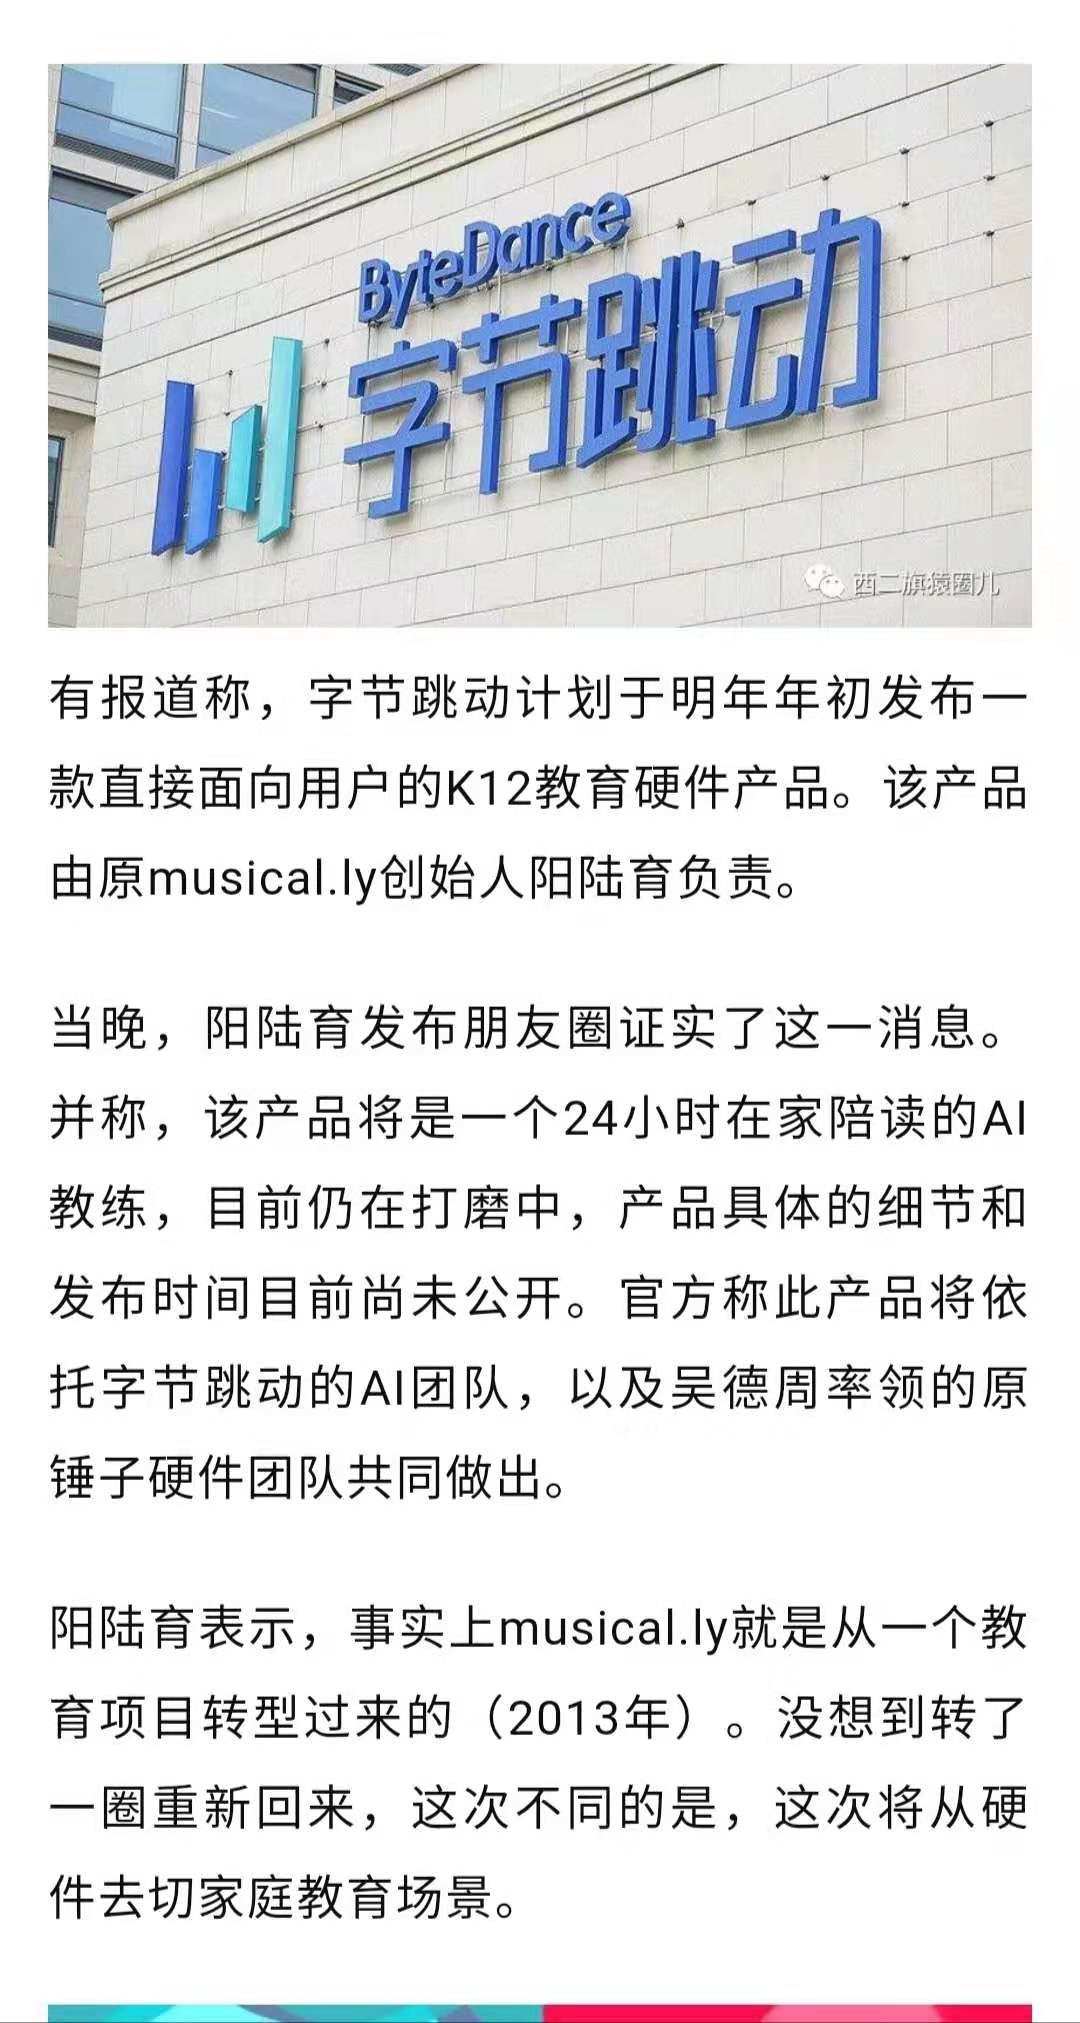 ByteDance
字节跳动
西二旗猿圈儿
有报道称，字节跳动计划于明年年初发布一
款直接面向用户的K12教育硬件产品。该产品
由原musical.ly创始人阳陆育负责。
当晚，阳陆育发布朋友圈证实了这一消息。
并称，该产品将是一个24小时在家陪读的AI
教练，目前仍在打磨中，产品具体的细节和
发布时间目前尚未公开。官方称此产品将依
托字节跳动的AI团队，以及吴德周率领的原
锤子硬件团队共同做出。
阳陆育表示，事实上musical.ly就是从一个教
育项目转型过来的（2013年）。没想到转了
一圈重新回来，这次不同的是，这次将从硬
件去切家庭教育场景。